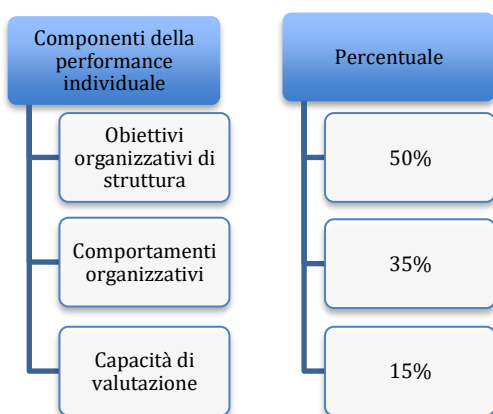 Componenti della
performance
individuale
Percentuale
Obiettivi
organizzativi di
struttura
50%
Comportamenti
organizzativi
35%
Capacità di
valutazione
15%